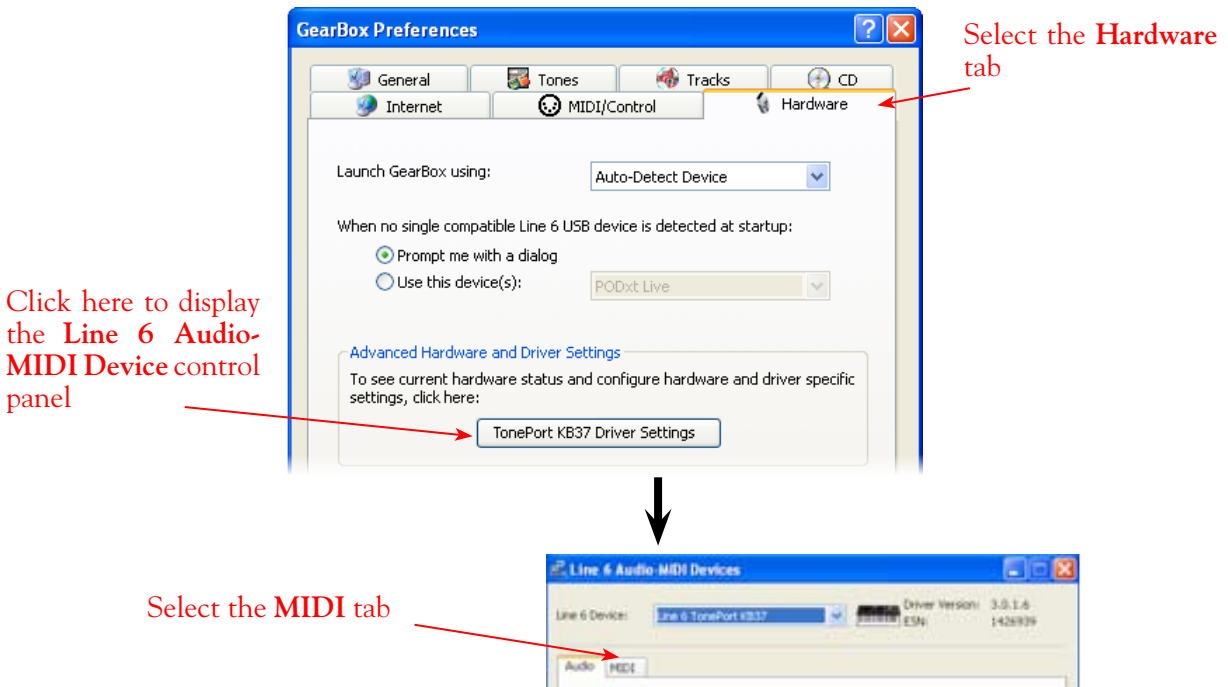 GearBox Preferences
Select the Hardware
tab
General Tones Tracks CD
Internet MIDI/Control Hardware
Launch GearBox using: Auto-Detect Device
When no single compatible Line 6 USB device is detected at startup:
Prompt me with a dialog
Use this device(s): PODxt Live
Click here to display
the Line 6 Audio-
MIDI Device control
panel
Advanced Hardware and Driver Settings
To see current hardware status and configure hardware and driver specific
settings, click here:
TonePort KB37 Driver Settings
Line 6 Audio-MIDI Devices
Select the MIDI tab
Line 6 Device: Line 6 TonePort KB37 Driver Version: 3.0.1.6
ESN: 1426939
Audio MIDI